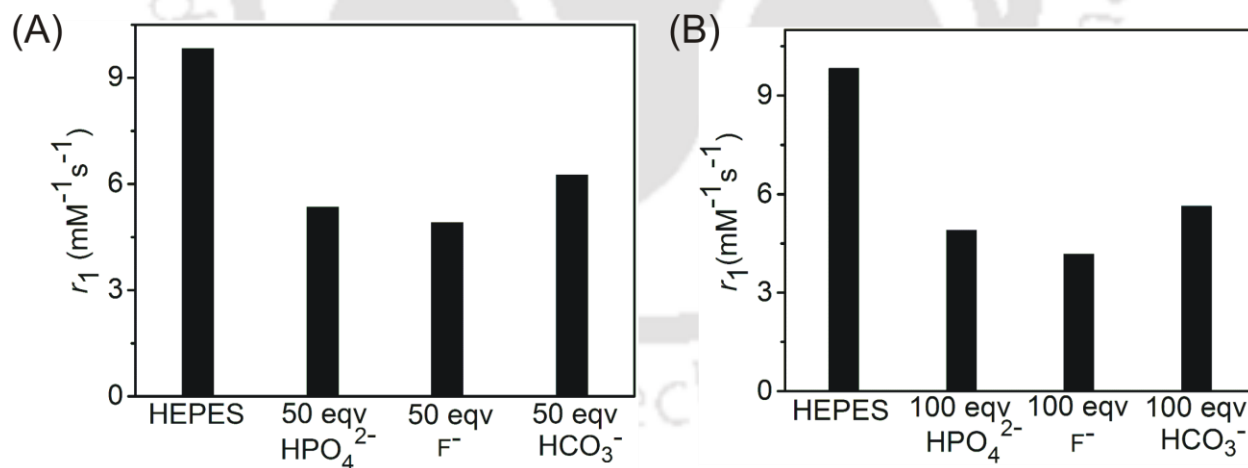 (A)
9
6
3
0
r₁ (mM⁻¹s⁻¹)
HEPES
50 eqv
HPO₄²⁻
50 eqv
F⁻
50 eqv
HCO₃⁻
(B)
9
6
3
0
r₁(mM⁻¹s⁻¹)
HEPES
100 eqv
HPO₄²⁻
100 eqv
F⁻
100 eqv
HCO₃⁻